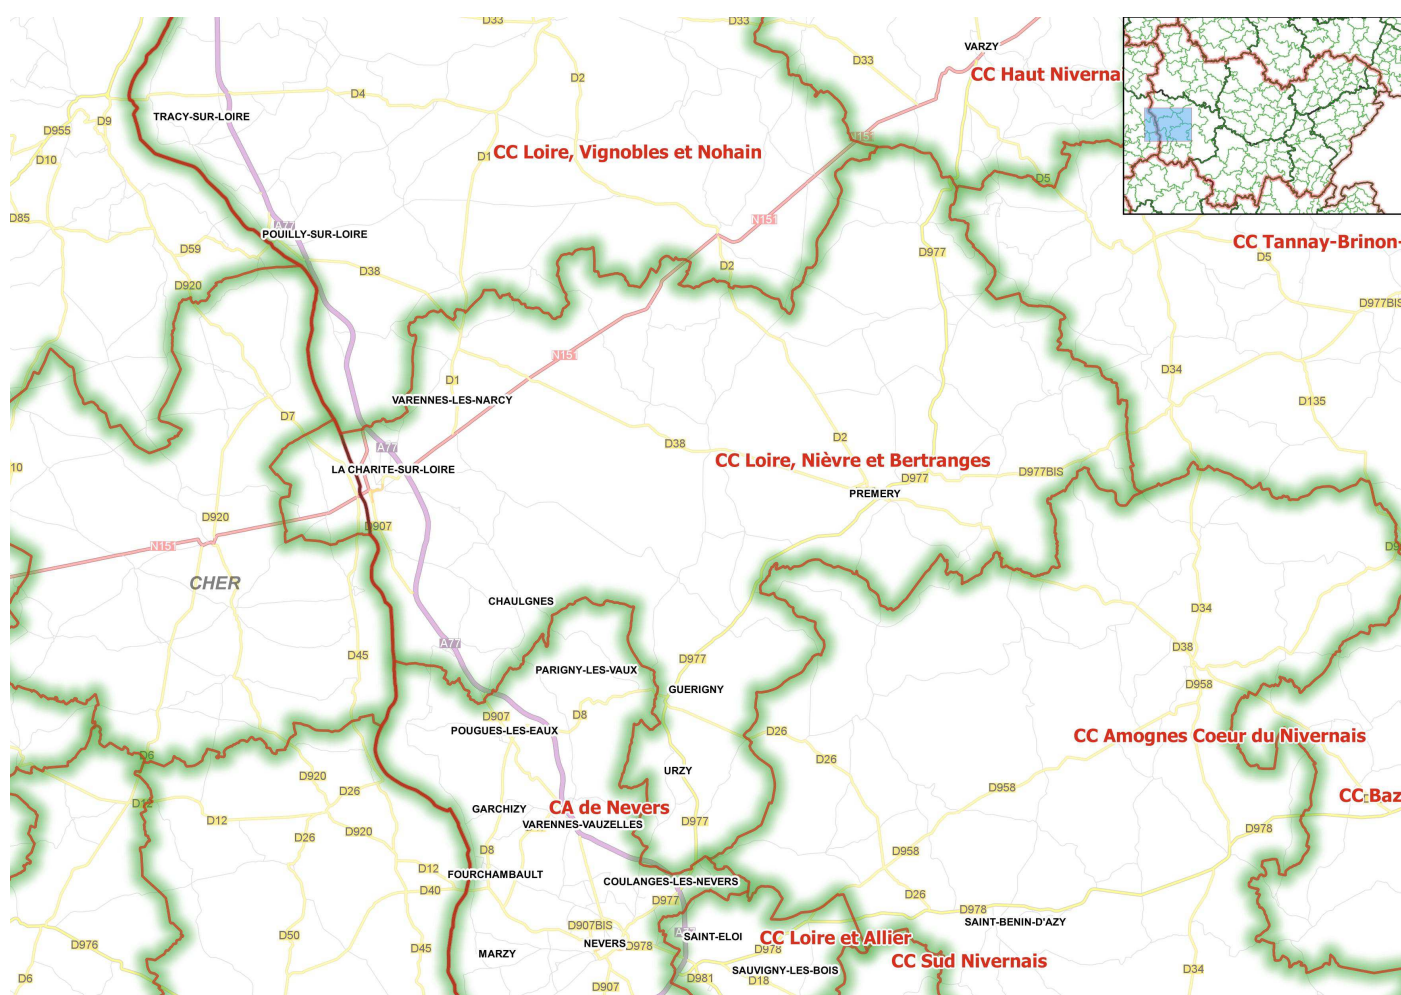 D33
D33
VARZY
D33
CC Haut Niverna
D2
D4
TRACY-SUR-LOIRE
D9
D955
N151
D10
CC Loire, Vignobles et Nohain
D1
D5
D85
N151
A77
POUILLY-SUR-LOIRE
CC Tannay-Brinon-
D59
D977
D5
D38
D2
D920
D977BIS
N151
D34
D1
VARENNES-LES-NARCY
D135
D7
D2
D38
A77
CC Loire, Nièvre et Bertranges
10
LA CHARITE-SUR-LOIRE
D977BIS
D977
PREMERY
D920
D907
N151
D9
CHER
CHAULGNES
D34
A77
D45
D38
D977
PARIGNY-LES-VAUX
GUERIGNY
D958
D907
D8
POUGUES-LES-EAUX
D26
CC Amognes Coeur du Nivernais
D6
D26
URZY
D920
D958
D26
CC Baz
D12
GARCHIZY
CA de Nevers
D12
D977
VARENNES-VAUZELLES
D978
D920
D26
D8
D958
D12
FOURCHAMBAULT
COULANGES-LES-NEVERS
D40
D26
D977
D978
SAINT-BENIN-D'AZY
D907BIS
D50
SAINT-ELOI
CC Loire et Allier
D976
NEVERS
D978
D978
D45
MARZY
CC Sud Nivernais
SAUVIGNY-LES-BOIS
D34
D6
D981
D18
D907